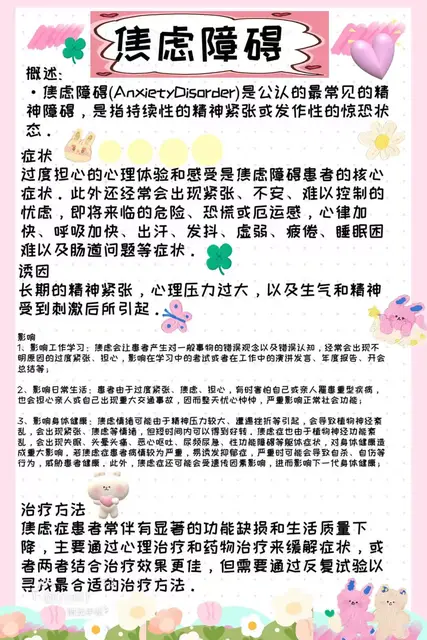 焦虑障碍
概述:
·焦虑障碍(AnxietyDisorder)是公认的最常见的精
神障碍，是指持续性的精神紧张或发作性的惊恐状
态.
症状
过度担心的心理体验和感受是焦虑障碍患者的核心
症状.此外还经常会出现紧张、不安、难以控制的
忧虑，即将来临的危险、恐慌或厄运感，心律加
快、呼吸加快、出汗、发抖、虚弱、疲倦、睡眠困
难以及肠道问题等症状.
诱因
长期的精神紧张，心理压力过大，以及生气和精神
受到刺激后所引起.
影响
1、影响工作学习：焦虑会让患者产生对一般事物的错误观念以及错误认知，经常会出现不
明原因的过度紧张、担心，影响在学习中的考试或者在工作中的演讲发言、年度报告、开会
总结等；
2、影响日常生活：患者由于过度紧张、焦虑、担心，有时害怕自己或亲人罹患重型疾病，
也会担心亲人或自己出现重大交通事故，因而整天忧心忡忡，严重影响正常社会功能；
3、影响身体健康：焦虑情绪可能由于精神压力较大、遭遇挫折等引起，会导致植物神经紊
乱，会出现紧张、焦虑等情绪，但短时间内可以得到好转，焦虑症也由于植物神经功能紊
乱，会出现失眠、头晕头痛、恶心呕吐、尿频尿急、性功能障碍等躯体症状，对身体健康造
成重大影响，若焦虑症患者病情较为严重，易诱发抑郁症，严重时可能会导致自杀、自伤等
行为，威胁患者健康.此外，焦虑症还可能会受遗传因素影响，进而影响下一代身体健康；
治疗方法
焦虑症患者常伴有显著的功能缺损和生活质量下
降，主要通过心理治疗和药物治疗来缓解症状，或
者两者结合治疗效果更佳，但需要通过反复试验以
寻找最合适的治疗方法.